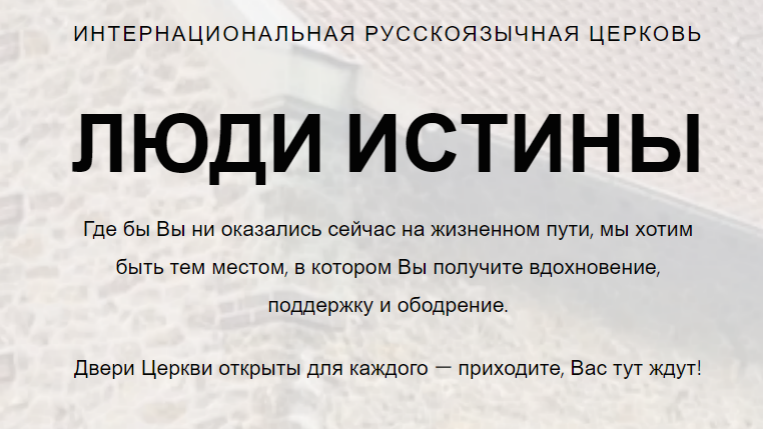 ИНТЕРНАЦИОНАЛЬНАЯ РУССКОЯЗЫЧНАЯ ЦЕРКОВЬ
ЛЮДИ ИСТИНЫ
Где бы Вы ни оказались сейчас на жизненном пути, мы хотим
быть тем местом, в котором Вы получите вдохновение,
поддержку и ободрение.
Двери Церкви открыты для каждого — приходите, Вас тут ждут!